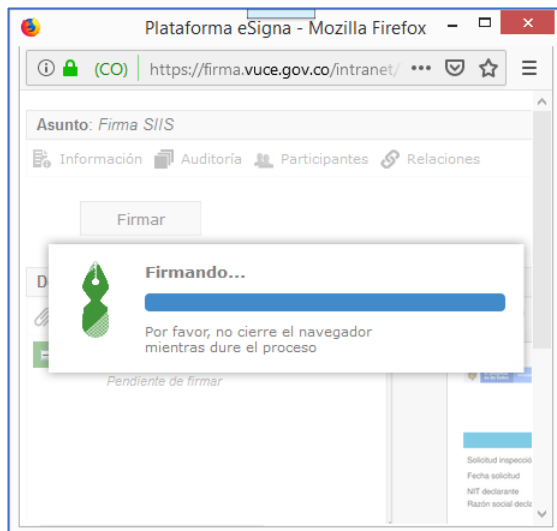 Plataforma eSigna - Mozilla Firefox
(CO) https://firma.vuce.gov.co/intranet/
Asunto: Firma SIIS
Información Auditoría Participantes Relaciones
Firmar
Firmando...
Por favor, no cierre el navegador
mientras dure el proceso
Pendiente de firmar
Solicitud inspecció
Fecha solicitud
NIT declarante
Razón social decla